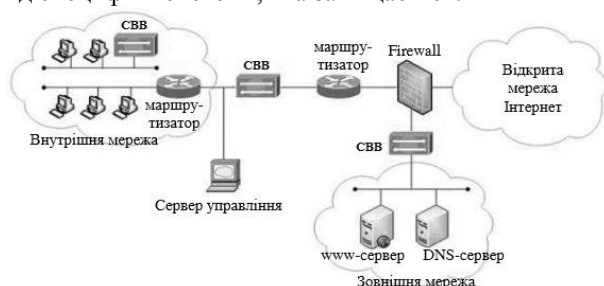 СВВ
маршру-
тизатор
Firewall
СВВ
Відкрита
мережа
Інтернет
маршру-
тизатор
Внутрішня мережа
СВВ
Сервер управління
www-сервер
DNS-сервер
Зовнішня мережа